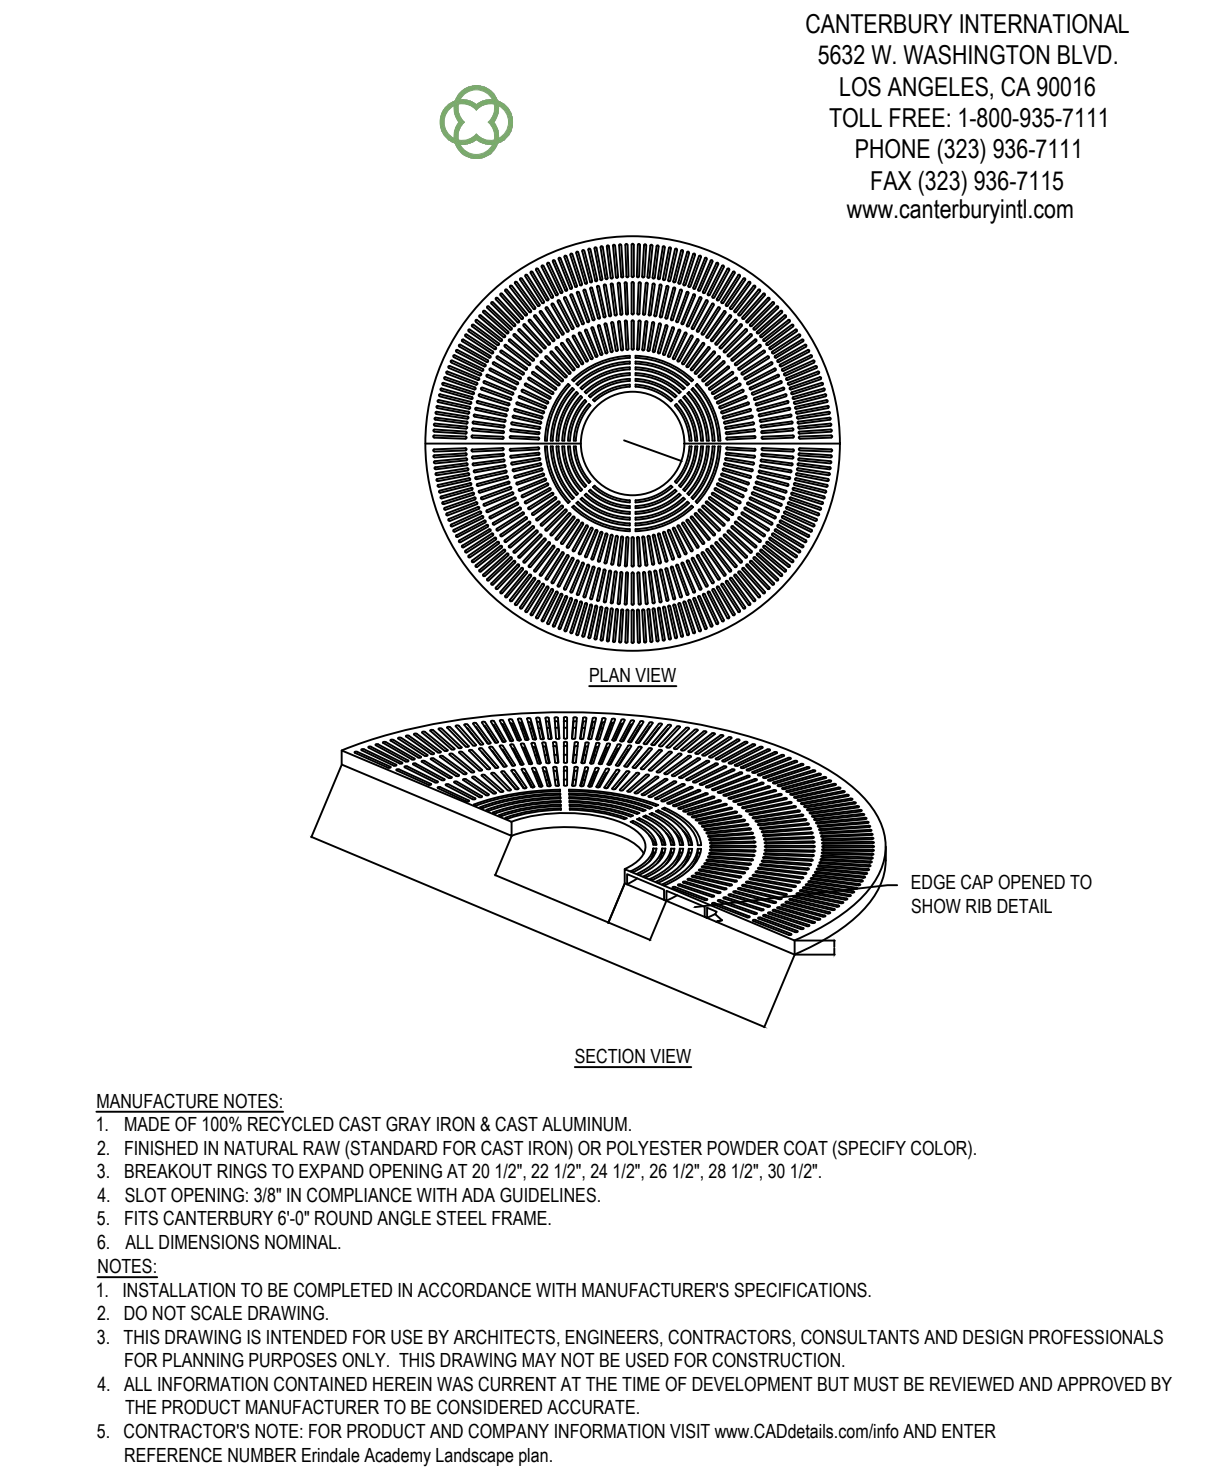 CANTERBURY INTERNATIONAL
5632 W. WASHINGTON BLVD.
LOS ANGELES, CA 90016
TOLL FREE: 1-800-935-7111
PHONE (323) 936-7111
FAX (323) 936-7115
www.canterburyintl.com
PLAN VIEW
EDGE CAP OPENED TO
SHOW RIB DETAIL
SECTION VIEW
MANUFACTURE NOTES:
1. MADE OF 100% RECYCLED CAST GRAY IRON & CAST ALUMINUM.
2. FINISHED IN NATURAL RAW (STANDARD FOR CAST IRON) OR POLYESTER POWDER COAT (SPECIFY COLOR).
3. BREAKOUT RINGS TO EXPAND OPENING AT 20 1/2", 22 1/2", 24 1/2", 26 1/2", 28 1/2", 30 1/2".
4. SLOT OPENING: 3/8" IN COMPLIANCE WITH ADA GUIDELINES.
5. FITS CANTERBURY 6'-0" ROUND ANGLE STEEL FRAME.
6. ALL DIMENSIONS NOMINAL.
NOTES:
1. INSTALLATION TO BE COMPLETED IN ACCORDANCE WITH MANUFACTURER'S SPECIFICATIONS.
2. DO NOT SCALE DRAWING.
3. THIS DRAWING IS INTENDED FOR USE BY ARCHITECTS, ENGINEERS, CONTRACTORS, CONSULTANTS AND DESIGN PROFESSIONALS
FOR PLANNING PURPOSES ONLY. THIS DRAWING MAY NOT BE USED FOR CONSTRUCTION.
4. ALL INFORMATION CONTAINED HEREIN WAS CURRENT AT THE TIME OF DEVELOPMENT BUT MUST BE REVIEWED AND APPROVED BY
THE PRODUCT MANUFACTURER TO BE CONSIDERED ACCURATE.
5. CONTRACTOR'S NOTE: FOR PRODUCT AND COMPANY INFORMATION VISIT www.CADdetails.com/info AND ENTER
REFERENCE NUMBER Erindale Academy Landscape plan.